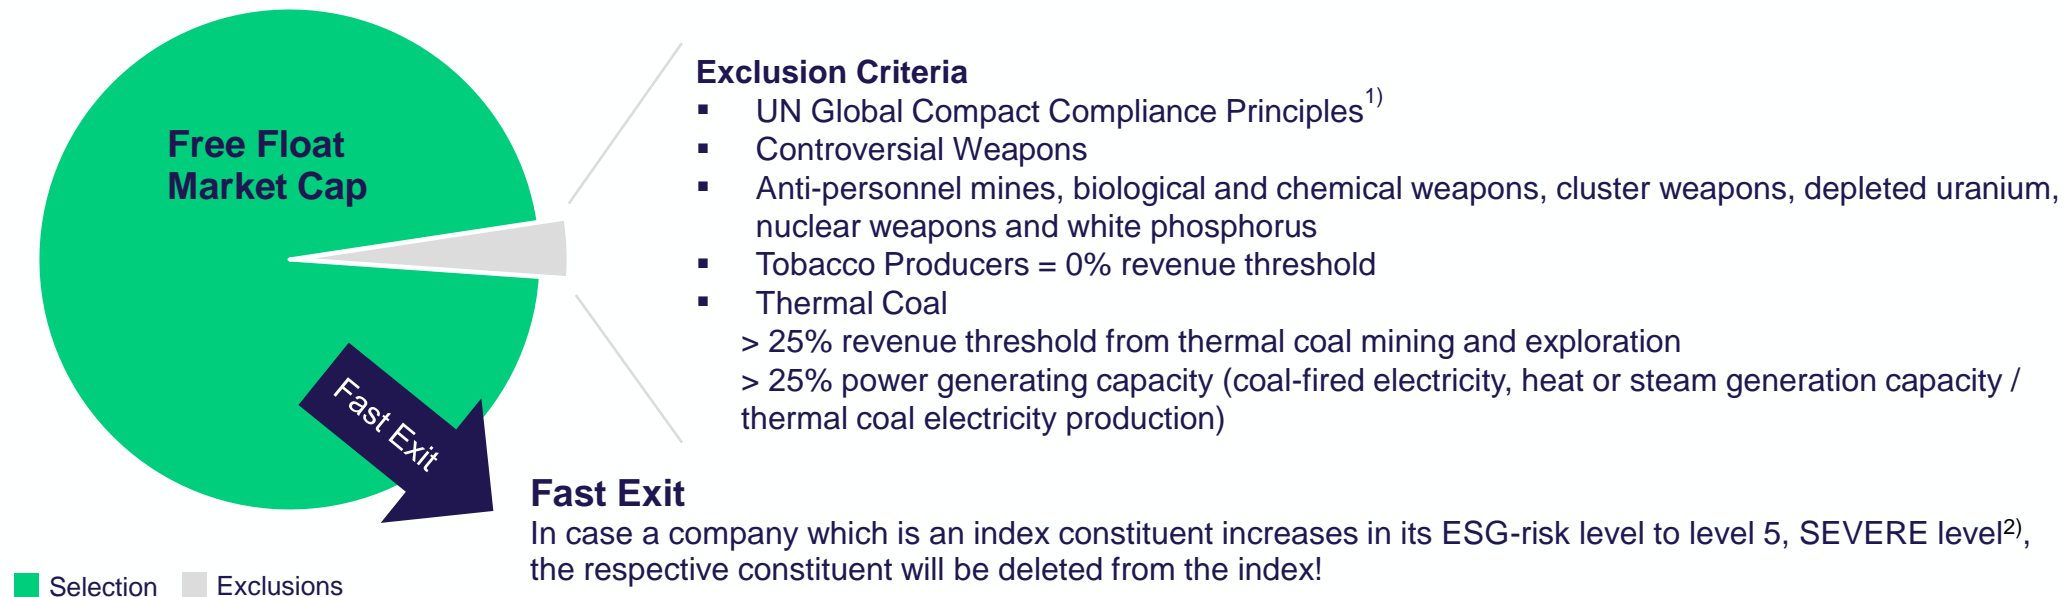 Free Float
Market Cap
Exclusion Criteria
▪ UN Global Compact Compliance Principles1)
▪ Controversial Weapons
▪ Anti-personnel mines, biological and chemical weapons, cluster weapons, depleted uranium,
nuclear weapons and white phosphorus
▪ Tobacco Producers = 0% revenue threshold
▪ Thermal Coal
> 25% revenue threshold from thermal coal mining and exploration
> 25% power generating capacity (coal-fired electricity, heat or steam generation capacity /
thermal coal electricity production)
Fast Exit
Fast Exit
In case a company which is an index constituent increases in its ESG-risk level to level 5, SEVERE level2),
the respective constituent will be deleted from the index!
Selection
Exclusions